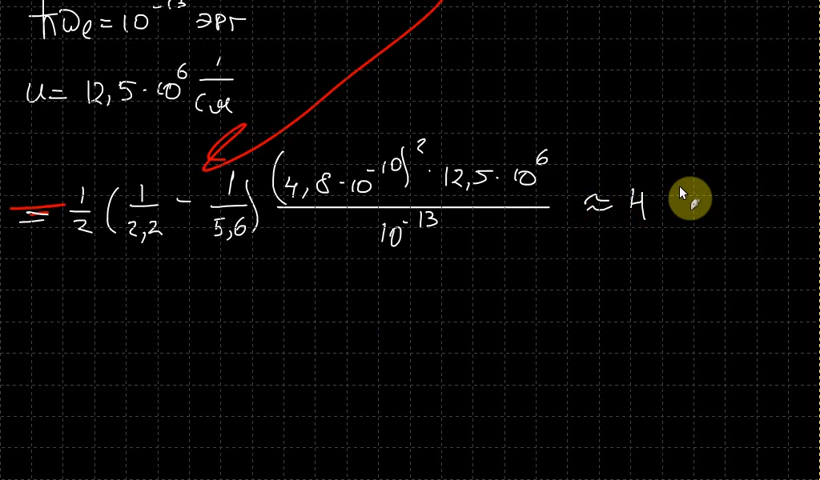 ℏω_l = 10^-13 эрг
u = 12,5 · 10^6 1/см
= 1/2 (1/2,2 - 1/5,6) (4,8 · 10^-10)^2 · 12,5 · 10^6 / 10^-13 ≈ 4